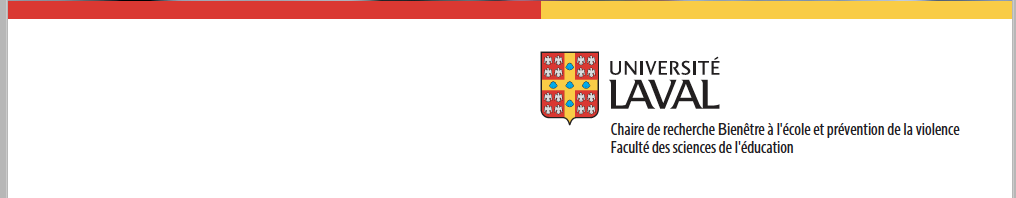 UNIVERSITÉ
LAVAL
Chaire de recherche Bienêtre à l'école et prévention de la violence
Faculté des sciences de l'éducation